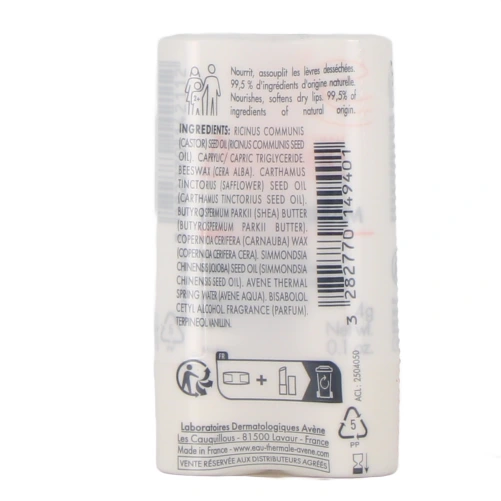 Nourrit, assouplit les lèvres desséchées.
99,5 % d'ingrédients d'origine naturelle.
Nourishes, softens dry lips. 99,5% of
ingredients of natural origin.
INGREDIENTS: RICINUS COMMUNIS
(CASTOR) SEED OIL (RICINUS COMMUNIS SEED
OIL). CAPRYLIC/ CAPRIC TRIGLYCERIDE.
BEESWAX (CERA ALBA). CARTHAMUS
TINCTORIUS (SAFFLOWER) SEED OIL
(CARTHAMUS TINCTORIUS SEED OIL).
BUTYROSPERMUM PARKII (SHEA) BUTTER
(BUTYROSPERMUM PARKII BUTTER).
COPERNICIA CERIFERA (CARNAUBA) WAX
(COPERNICIA CERIFERA CERA). SIMMONDSIA
CHINENSIS (JOJOBA) SEED OIL (SIMMONDSIA
CHINENSIS SEED OIL). AVENE THERMAL
SPRING WATER (AVENE AQUA). BISABOLOL.
CETYL ALCOHOL. FRAGRANCE (PARFUM).
TERPINEOL. VANILLIN.
3 282770 149401
ACL: 2504050
FR
+
5
PP
Laboratoires Dermatologiques Avène
Les Cauquillous - 81500 Lavaur - France
Made in France - www.eau-thermale-avene.com
VENTE RÉSERVÉE AUX DISTRIBUTEURS AGRÉÉS
Net wt.
0.1 oz.